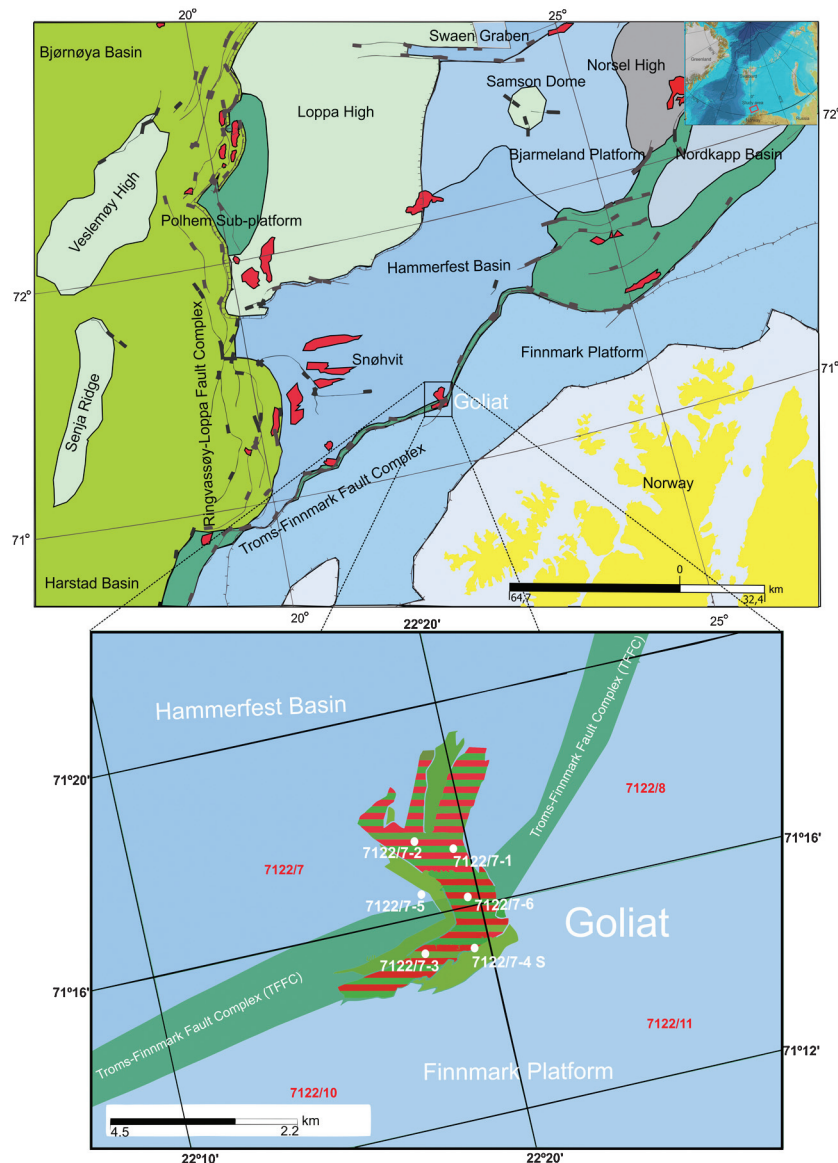 20°
25°
Bjørnøya Basin
Swaen Graben
Norsel High
Greenland
Study area
Norway
Russia
Samson Dome
Loppa High
72°
Bjarmeland Platform
Nordkapp Basin
Veslemøy High
Polhem Sub-platform
Hammerfest Basin
72°
Ringvassøy-Loppa Fault Complex
Finnmark Platform
Snøhvit
71°
Senja Ridge
Goliat
Norway
Troms-Finnmark Fault Complex
71°
Harstad Basin
0
km
64,7
32,4
20°
22°20'
25°
Hammerfest Basin
Troms-Finnmark Fault Complex (TFFC)
71°20'
7122/8
71°16'
7122/7-2
7122/7-1
7122/7
7122/7-5
7122/7-6
Goliat
7122/7-3
7122/7-4 S
71°16'
Troms-Finnmark Fault Complex (TFFC)
7122/11
71°12'
Finnmark Platform
7122/10
km
4.5
2.2
22°10'
22°20'